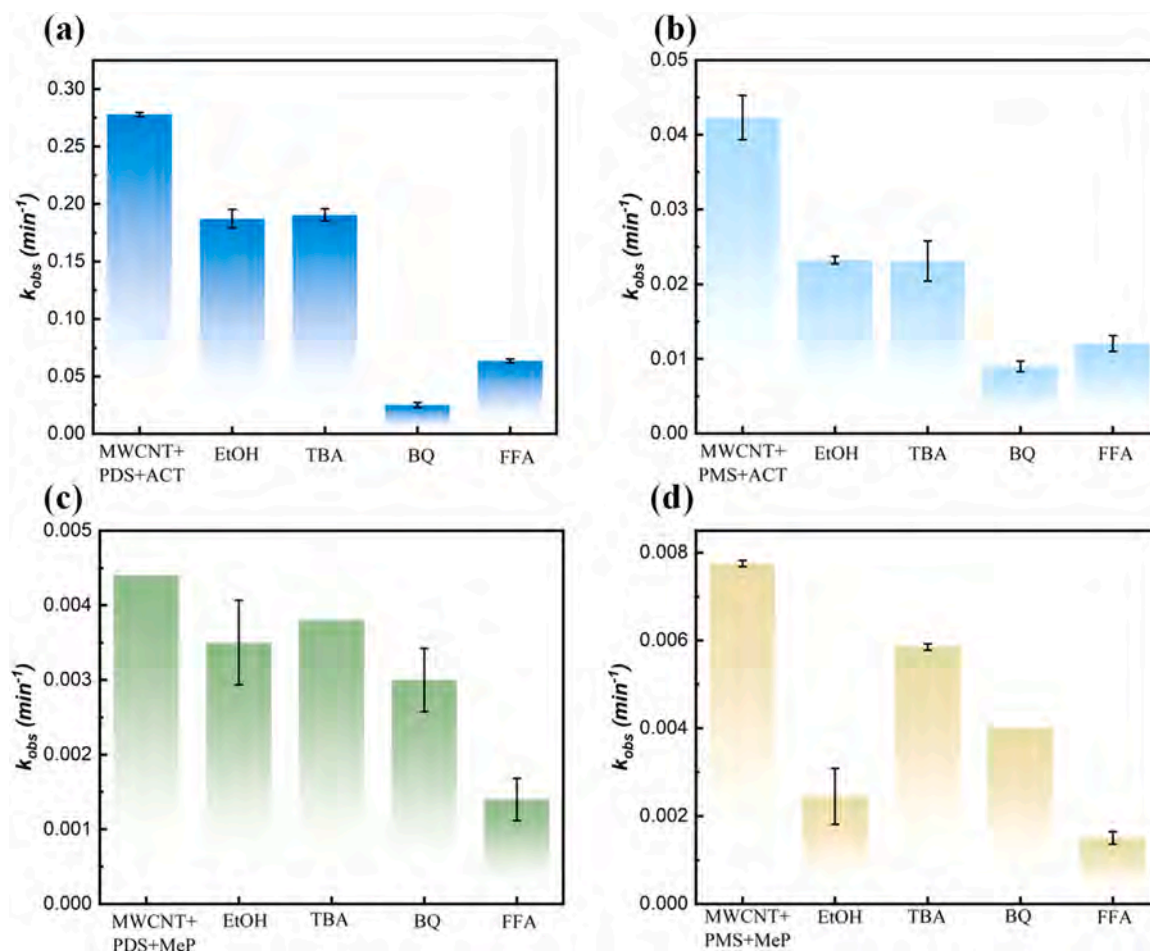 (a)
k_obs (min⁻¹)
0.30
0.25
0.20
0.15
0.10
0.05
0.00
MWCNT+
PDS+ACT
EtOH
TBA
BQ
FFA
(b)
k_obs (min⁻¹)
0.05
0.04
0.03
0.02
0.01
0.00
MWCNT+
PMS+ACT
EtOH
TBA
BQ
FFA
(c)
k_obs (min⁻¹)
0.005
0.004
0.003
0.002
0.001
0.000
MWCNT+
PDS+MeP
EtOH
TBA
BQ
FFA
(d)
k_obs (min⁻¹)
0.008
0.006
0.004
0.002
0.000
MWCNT+
PMS+MeP
EtOH
TBA
BQ
FFA